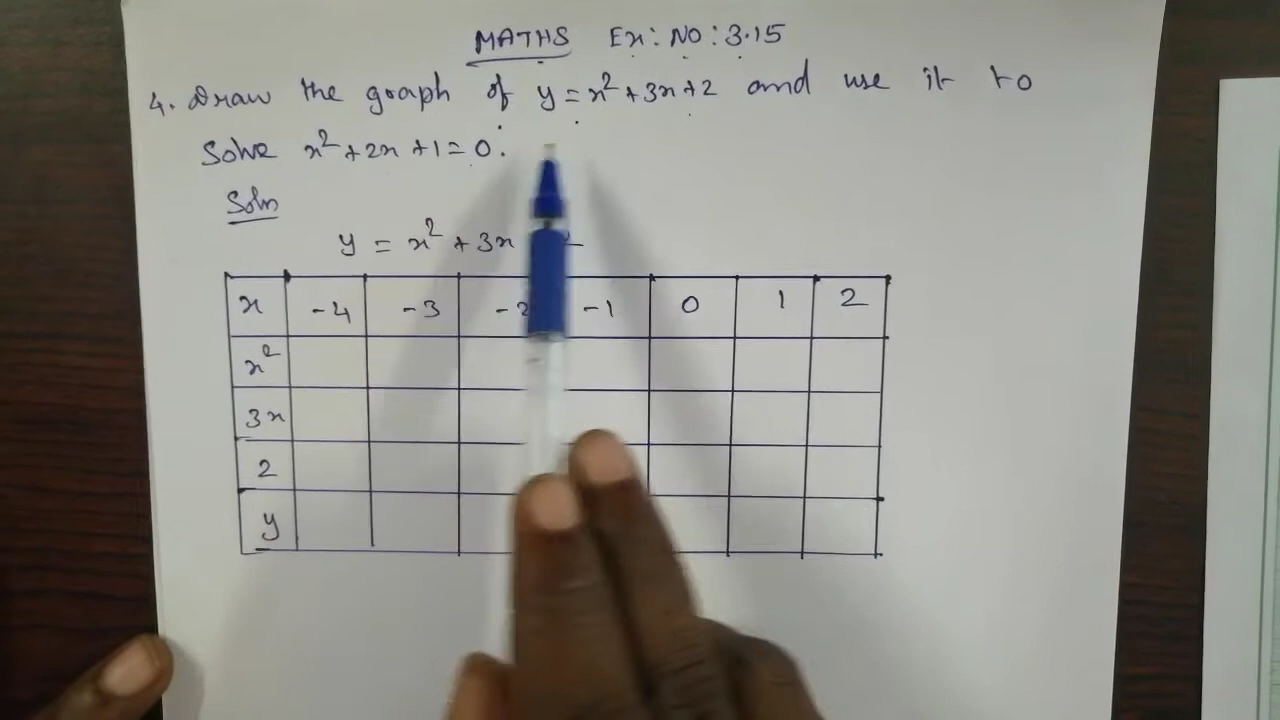 MATHS Ex: NO: 3.15
4. Draw the graph of y = x² + 3x + 2 and use it to
Solve x² + 2x + 1 = 0.
Soln
y = x² + 3x
x -4 -3 -2 -1 0 1 2
x²
3x
2
y